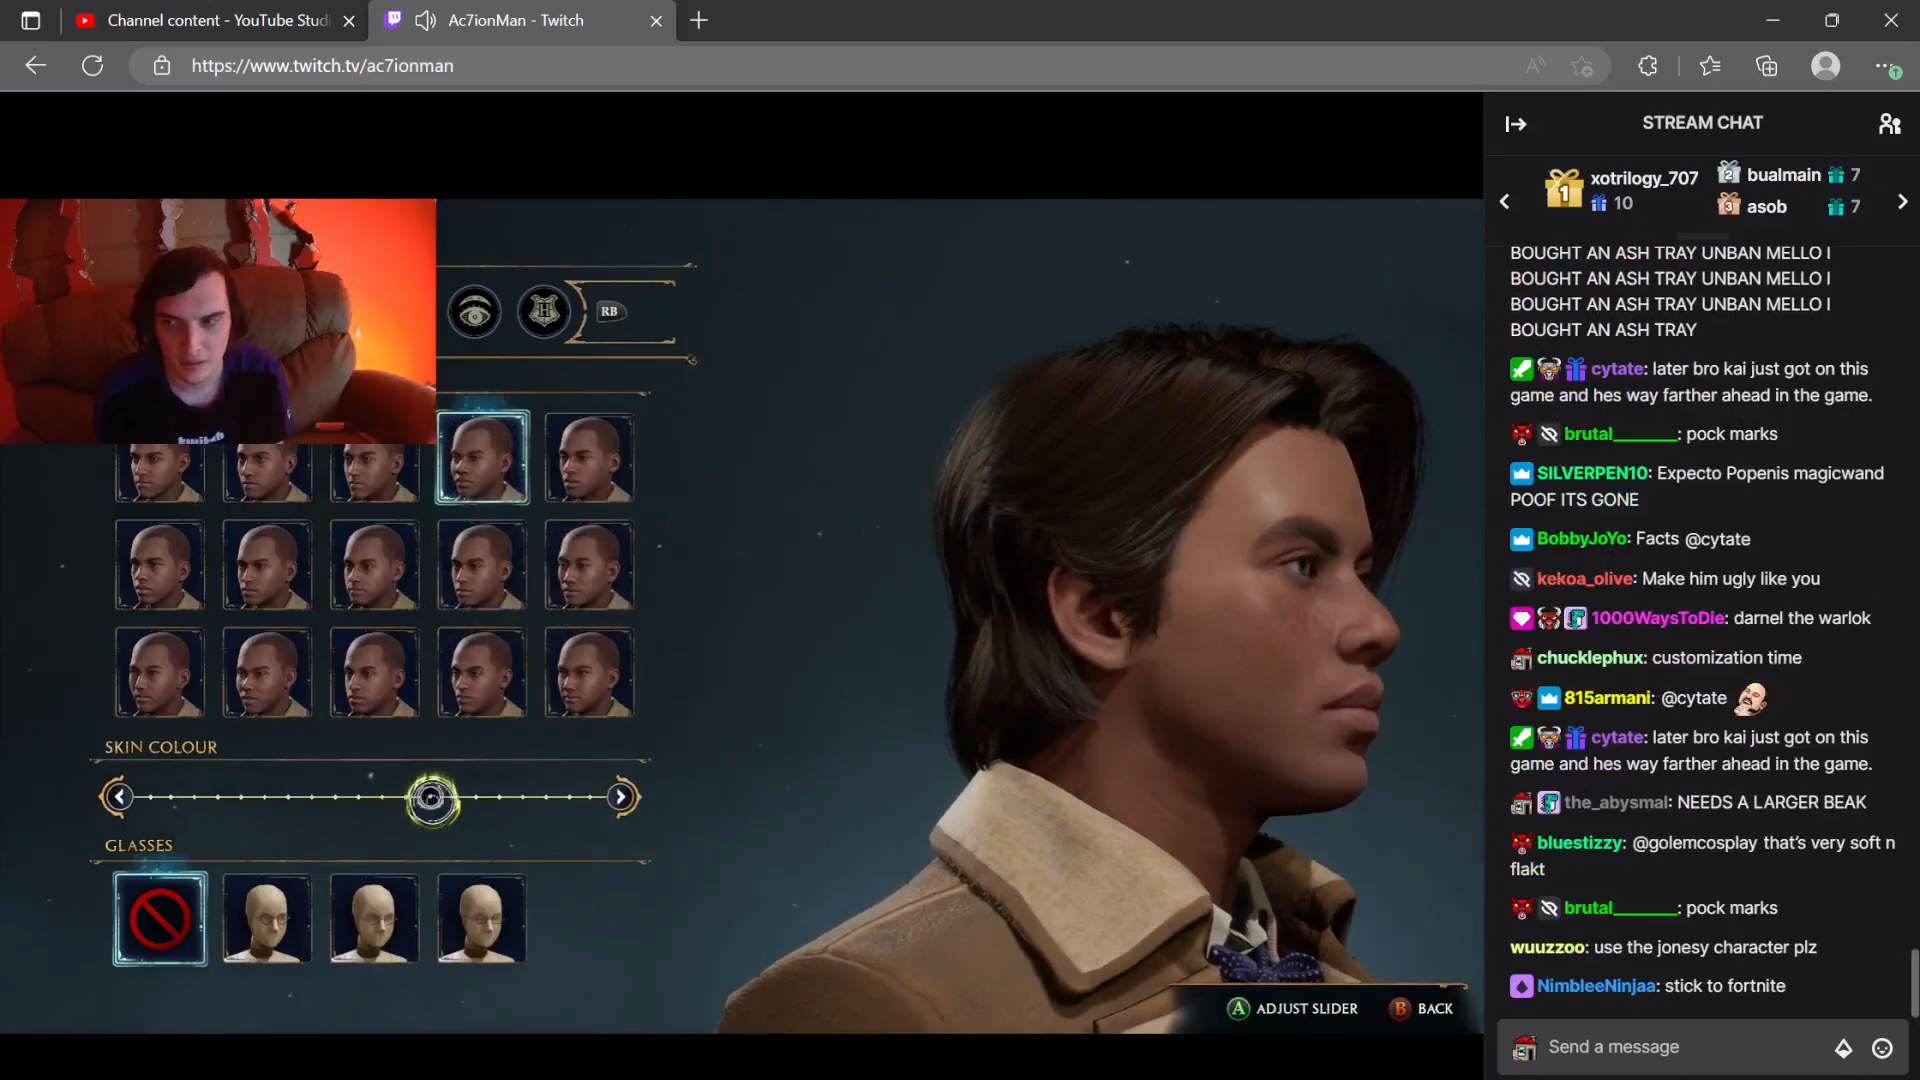 Channel content - YouTube Studi
Ac7ionMan - Twitch
https://www.twitch.tv/ac7ionman
STREAM CHAT
1 xotrilogy_707
10
2 bualmain 7
3 asob 7
RB
twitch
SKIN COLOUR
GLASSES
A ADJUST SLIDER B BACK
BOUGHT AN ASH TRAY UNBAN MELLO I
BOUGHT AN ASH TRAY UNBAN MELLO I
BOUGHT AN ASH TRAY UNBAN MELLO I
BOUGHT AN ASH TRAY
cytate: later bro kai just got on this
game and hes way farther ahead in the game.
brutal_______: pock marks
SILVERPEN10: Expecto Popenis magicwand
POOF ITS GONE
BobbyJoYo: Facts @cytate
kekoa_olive: Make him ugly like you
1000WaysToDie: darnel the warlok
chucklephux: customization time
815armani: @cytate
cytate: later bro kai just got on this
game and hes way farther ahead in the game.
the_abysmal: NEEDS A LARGER BEAK
bluestizzy: @golemcosplay that's very soft n
flakt
brutal_______: pock marks
wuuzzoo: use the jonesy character plz
NimbleeNinjaa: stick to fortnite
Send a message